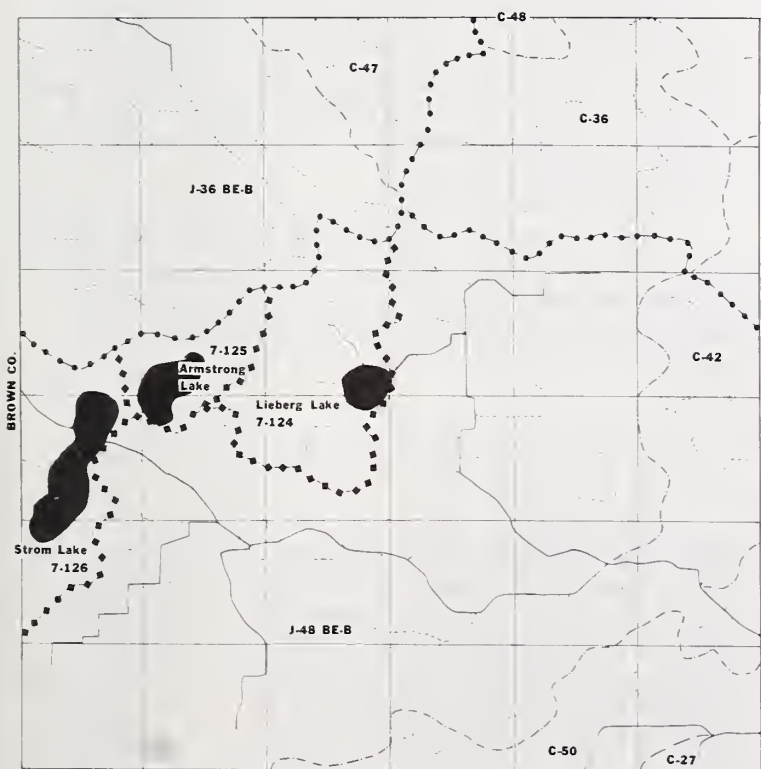 C-48
C-47
C-36
J-36 BE-B
BROWN CO.
7-125
Armstrong
Lake
C-42
Lieberg Lake
7-124
Strom Lake
7-126
J-48 BE-B
C-50
C-27